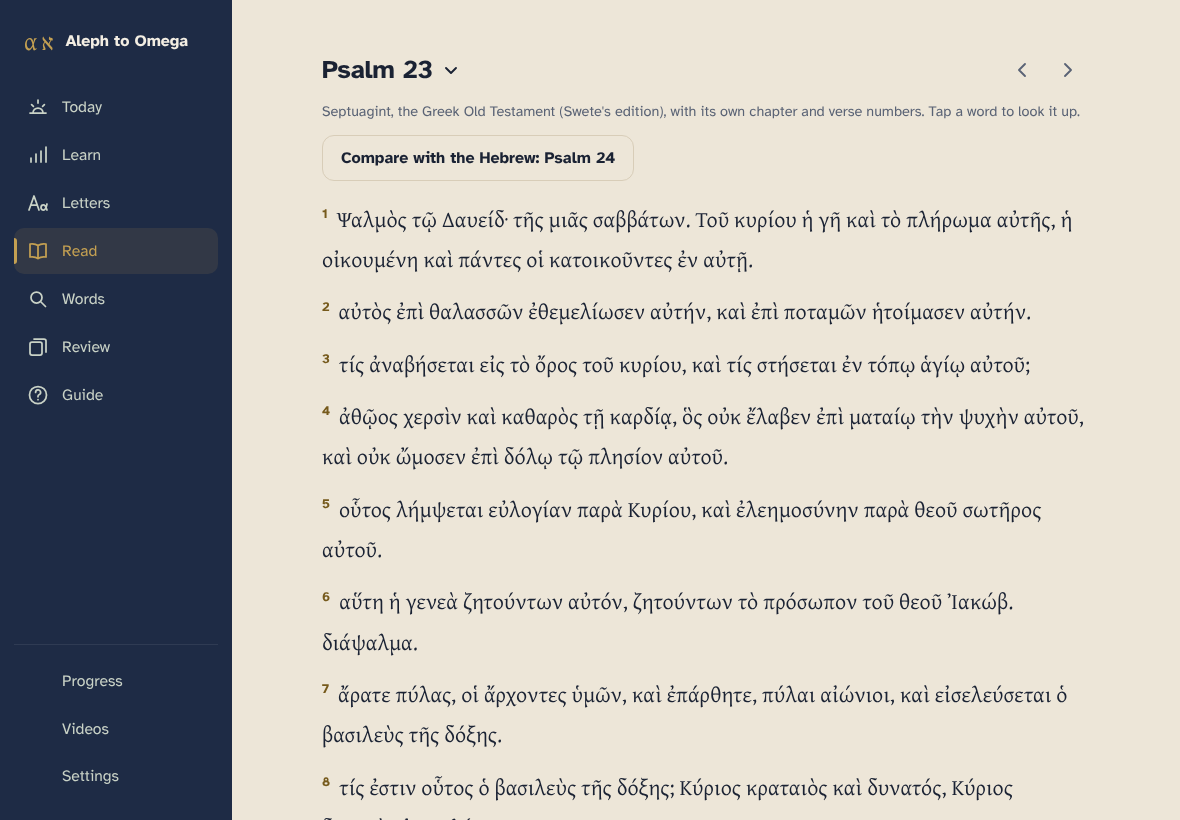 α א Aleph to Omega
Today
Learn
Letters
Read
Words
Review
Guide
Progress
Videos
Settings
Psalm 23
Septuagint, the Greek Old Testament (Swete's edition), with its own chapter and verse numbers. Tap a word to look it up.
Compare with the Hebrew: Psalm 24
1 Ψαλμὸς τῷ Δαυείδ· τῆς μιᾶς σαββάτων. Τοῦ κυρίου ἡ γῆ καὶ τὸ πλήρωμα αὐτῆς, ἡ
οἰκουμένη καὶ πάντες οἱ κατοικοῦντες ἐν αὐτῇ.
2 αὐτὸς ἐπὶ θαλασσῶν ἐθεμελίωσεν αὐτήν, καὶ ἐπὶ ποταμῶν ἡτοίμασεν αὐτήν.
3 τίς ἀναβήσεται εἰς τὸ ὄρος τοῦ κυρίου, καὶ τίς στήσεται ἐν τόπῳ ἁγίῳ αὐτοῦ;
4 ἀθῷος χερσὶν καὶ καθαρὸς τῇ καρδίᾳ, ὃς οὐκ ἔλαβεν ἐπὶ ματαίῳ τὴν ψυχὴν αὐτοῦ,
καὶ οὐκ ὤμοσεν ἐπὶ δόλῳ τῷ πλησίον αὐτοῦ.
5 οὗτος λήμψεται εὐλογίαν παρὰ Κυρίου, καὶ ἐλεημοσύνην παρὰ θεοῦ σωτῆρος
αὐτοῦ.
6 αὕτη ἡ γενεὰ ζητούντων αὐτόν, ζητούντων τὸ πρόσωπον τοῦ θεοῦ Ἰακώβ.
διάψαλμα.
7 ἄρατε πύλας, οἱ ἄρχοντες ὑμῶν, καὶ ἐπάρθητε, πύλαι αἰώνιοι, καὶ εἰσελεύσεται ὁ
βασιλεὺς τῆς δόξης.
8 τίς ἐστιν οὗτος ὁ βασιλεὺς τῆς δόξης; Κύριος κραταιὸς καὶ δυνατός, Κύριος